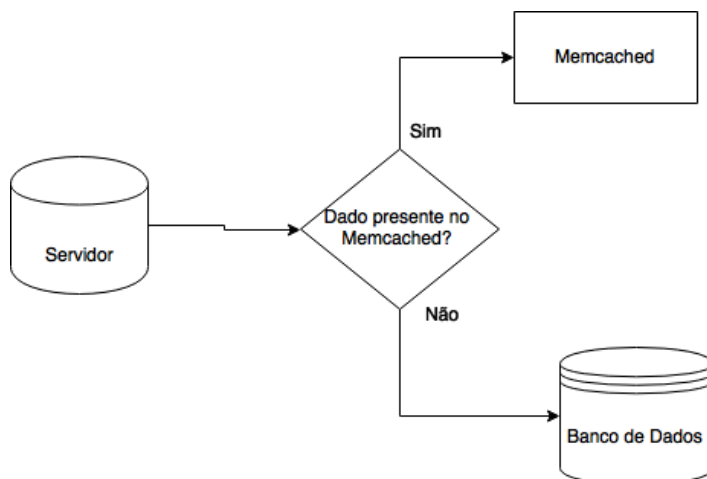 Memcached
Sim
Dado presente no
Memcached?
Servidor
Não
Banco de Dados